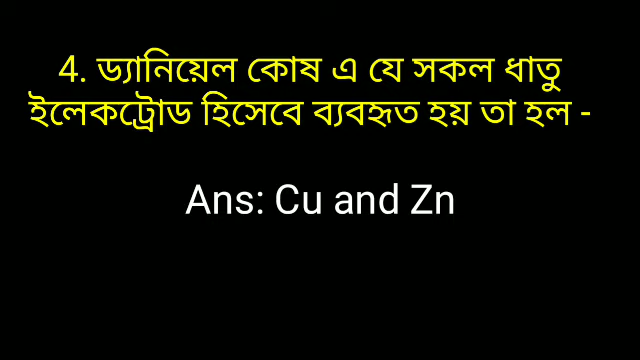 4. ড্যানিয়েল কোষ এ যে সকল ধাতু
ইলেকট্রোড হিসেবে ব্যবহৃত হয় তা হল -
Ans: Cu and Zn